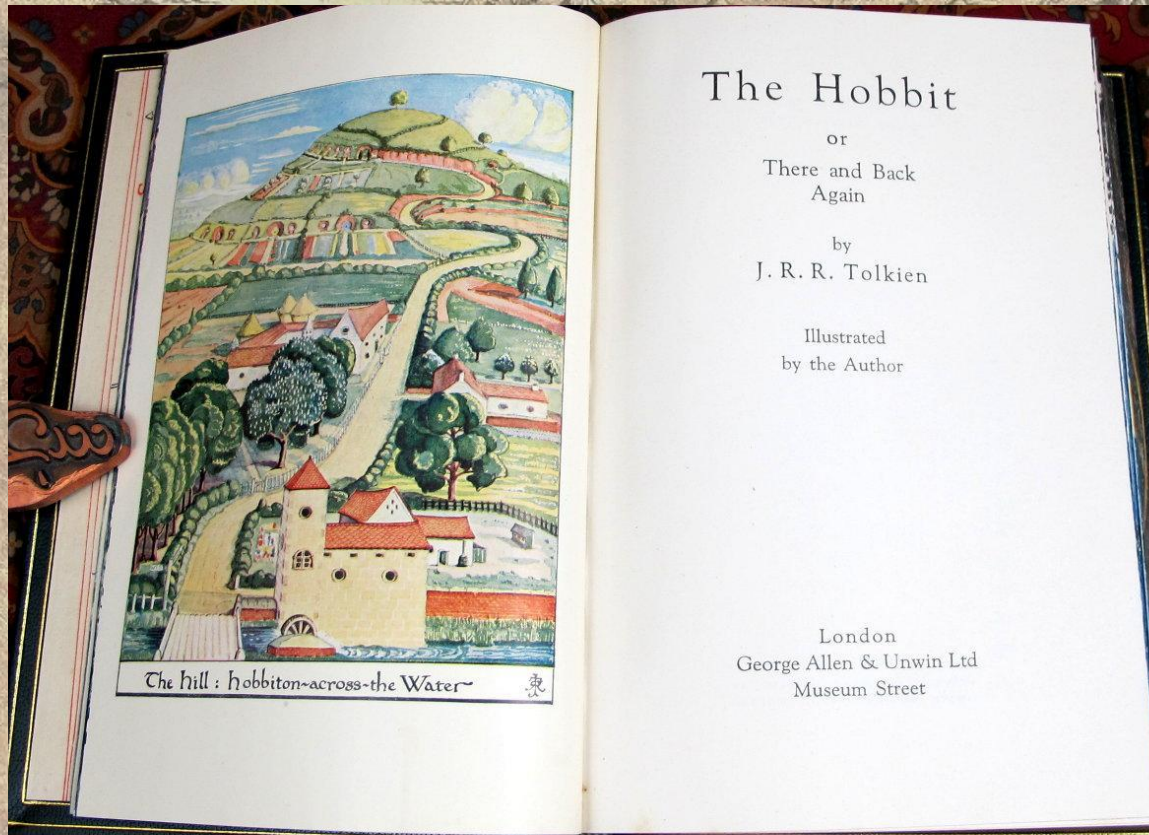 The Hill : hobbiton-across-the Water
The Hobbit
or
There and Back
Again
by
J. R. R. Tolkien
Illustrated
by the Author
London
George Allen & Unwin Ltd
Museum Street